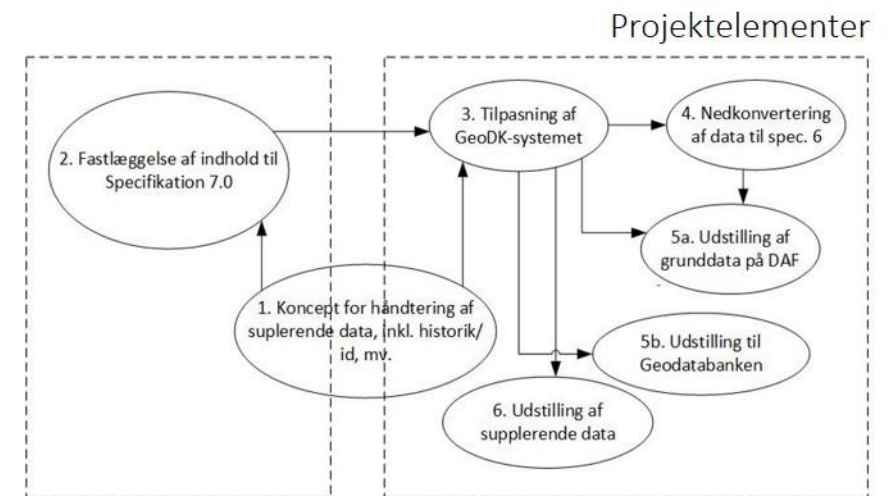 Projektelementer
2. Fastlæggelse af indhold til
Specifikation 7.0
3. Tilpasning af
GeoDK-systemet
4. Nedkonvertering
af data til spec. 6
5a. Udstilling af
grunddata på DAF
1. Koncept for håndtering af
suplerende data, inkl. historik/
id, mv.
5b. Udstilling til
Geodatabanken
6. Udstilling af
supplerende data